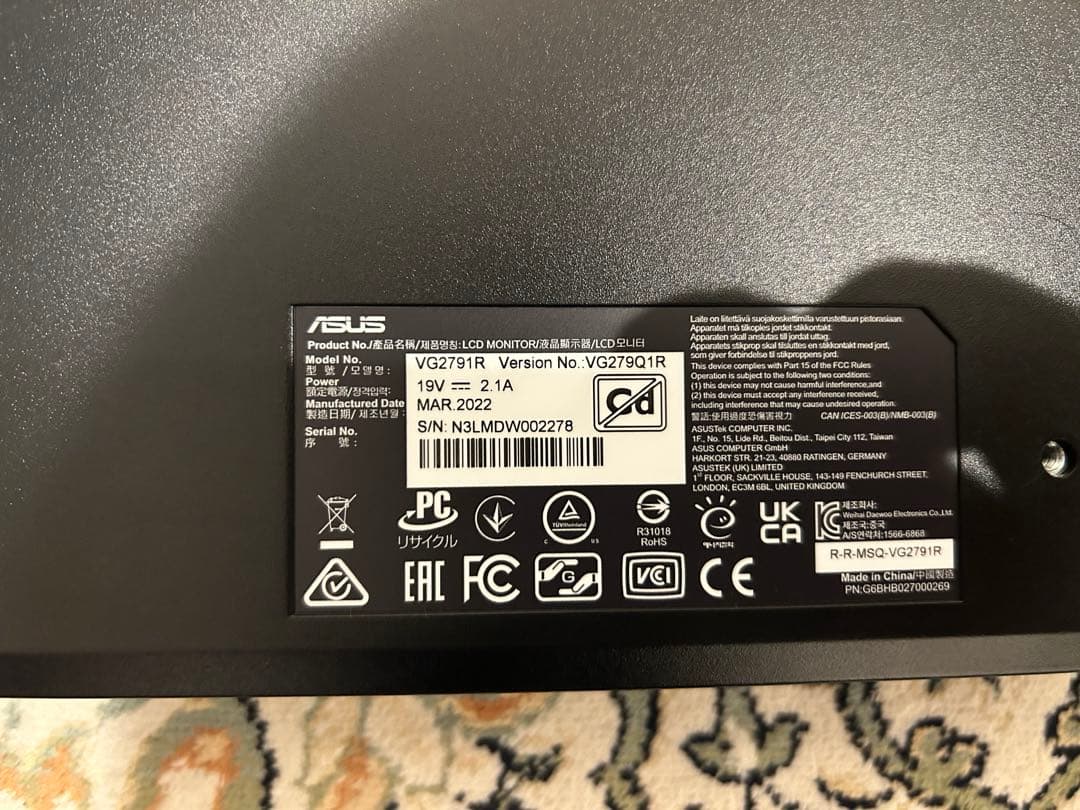 ASUS
Product No./產品名稱/제품명칭:LCD MONITOR/液晶顯示器/LCD모니터
Model No.
型 號 / 모델명 :
VG2791R Version No.:VG279Q1R
Power
額定電源/정격입력:
19V 2.1A
Manufactured Date
製造日期/ 제조년월 :
MAR.2022
Serial No.
序 號 :
S/N: N3LMDW002278
Cd
Laite on liitettävä suojakoskettimilla varustettuun pistorasiaan.
Apparatet må tilkoples jordet stikkontakt.
Apparaten skall anslutas till jordat uttag.
Apparatets stikprop skal tilsluttes en stikkontakt med jord,
som giver forbindelse til stikproppens jord.
This device complies with Part 15 of the FCC Rules
Operation is subject to the following two conditions:
(1) this device may not cause harmful interference,and
(2) this device must accept any interference received,
including interference that may cause undesired operation.
警語:使用過度恐傷害視力 CAN ICES-003(B)/NMB-003(B)
ASUSTek COMPUTER INC.
1F., No. 15, Lide Rd., Beitou Dist., Taipei City 112, Taiwan
ASUS COMPUTER GmbH
HARKORT STR. 21-23, 40880 RATINGEN, GERMANY
ASUSTEK (UK) LIMITED
1ST FLOOR, SACKVILLE HOUSE, 143-149 FENCHURCH STREET,
LONDON, EC3M 6BL, UNITED KINGDOM
PC
リサイクル
TÜVRheinland
C US
R31018
RoHS
UK
CA
제조회사:
Weihai Daewoo Electronics Co.,Ltd.
제조국:중국
A/S연락처:1566-6868
R-R-MSQ-VG2791R
EAC
FC
G
VCI
CE
Made in China/中國製造
PN:G6BHB027000269